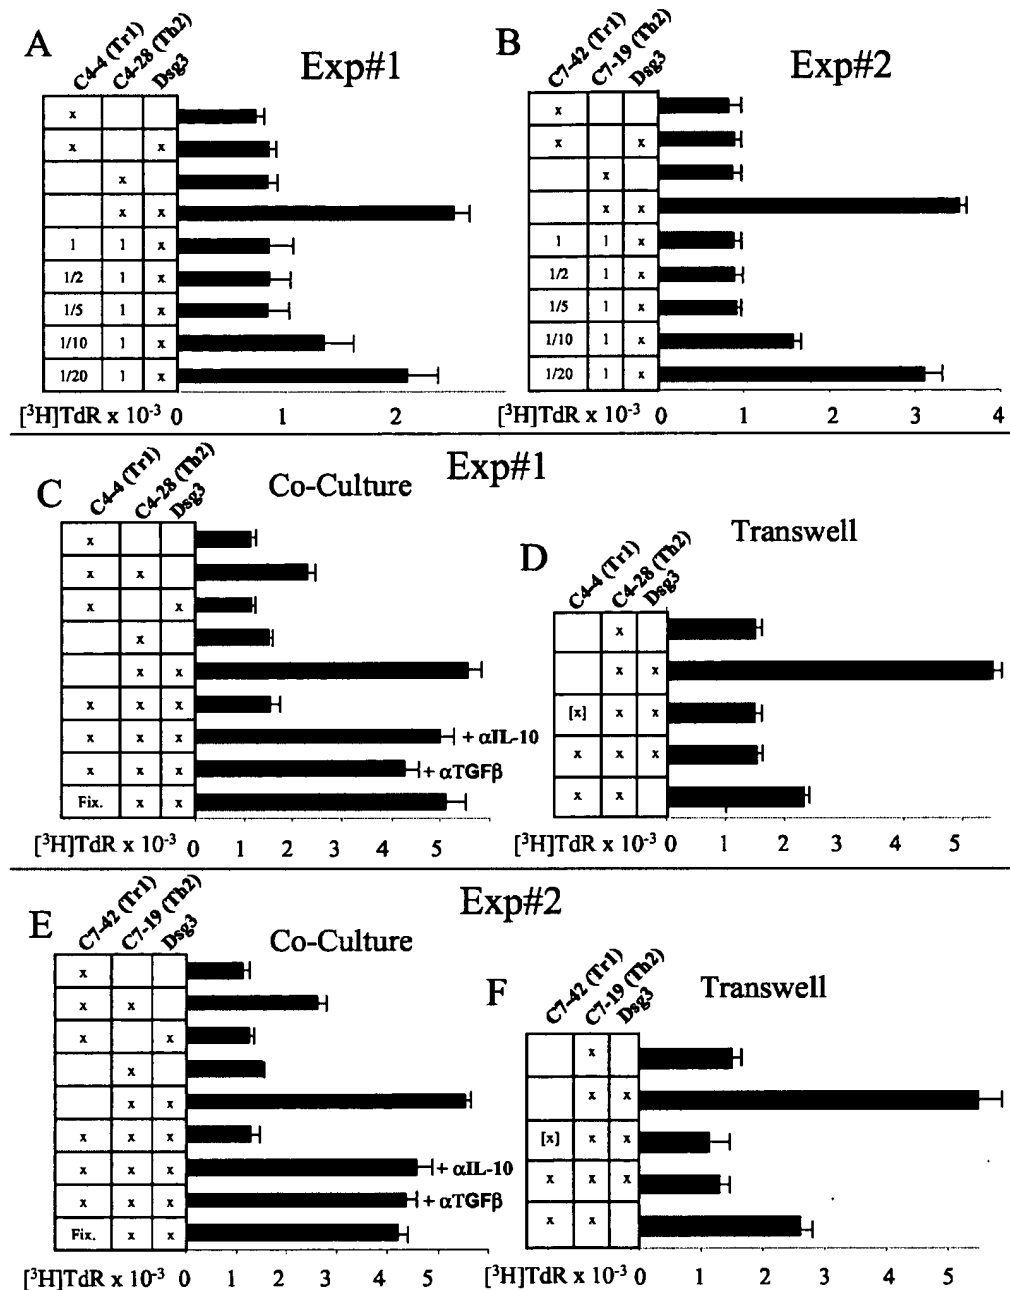 A
C4-4 (Tr1)
C4-28 (Th2)
Dsg3
Exp#1
x
x x
x
x x
1 1 x
1/2 1 x
1/5 1 x
1/10 1 x
1/20 1 x
[³H]TdR x 10⁻³ 0 1 2
B
C7-42 (Tr1)
C7-19 (Th2)
Dsg3
Exp#2
x
x x
x
x x
1 1 x
1/2 1 x
1/5 1 x
1/10 1 x
1/20 1 x
0 1 2 3 4
Exp#1
C
C4-4 (Tr1)
C4-28 (Th2)
Dsg3
Co-Culture
x
x x
x x
x
x x
x x x
x x x + αIL-10
x x x + αTGFβ
Fix. x x
[³H]TdR x 10⁻³ 0 1 2 3 4 5
D
C4-4 (Tr1)
C4-28 (Th2)
Dsg3
Transwell
x
x x
[x] x x
x x x
x x
[³H]TdR x 10⁻³ 0 1 2 3 4 5
Exp#2
E
C7-42 (Tr1)
C7-19 (Th2)
Dsg3
Co-Culture
x
x x
x x
x
x x
x x x
x x x + αIL-10
x x x + αTGFβ
Fix. x x
[³H]TdR x 10⁻³ 0 1 2 3 4 5
F
C7-42 (Tr1)
C7-19 (Th2)
Dsg3
Transwell
x
x x
[x] x x
x x x
x x
[³H]TdR x 10⁻³ 0 1 2 3 4 5